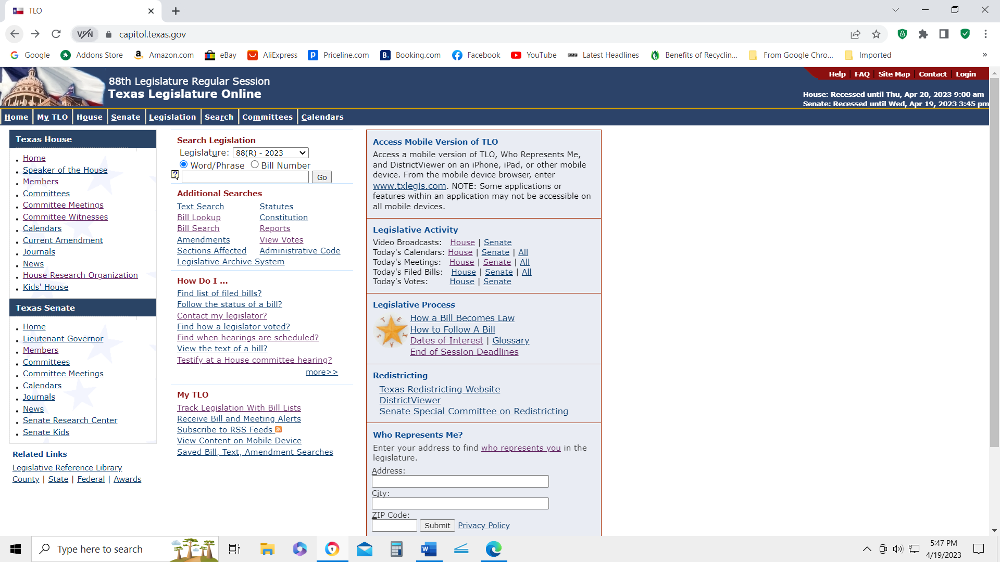 TLO
VPN
capitol.texas.gov
Google
Addons Store
Amazon.com
eBay
AliExpress
Priceline.com
Booking.com
Facebook
YouTube
BBC Latest Headlines
Benefits of Recyclin...
From Google Chro...
Imported
»
88th Legislature Regular Session
Texas Legislature Online
Help | FAQ | Site Map | Contact | Login
House: Recessed until Thu, Apr 20, 2023 9:00 am
Senate: Recessed until Wed, Apr 19, 2023 3:45 pm
Home | My TLO | House | Senate | Legislation | Search | Committees | Calendars
Texas House
Home
Speaker of the House
Members
Committees
Committee Meetings
Committee Witnesses
Calendars
Current Amendment
Journals
News
House Research Organization
Kids' House
Texas Senate
Home
Lieutenant Governor
Members
Committees
Committee Meetings
Calendars
Journals
News
Senate Research Center
Senate Kids
Related Links
Legislative Reference Library
County | State | Federal | Awards
Search Legislation
Legislature: 88(R) - 2023
Word/Phrase Bill Number
? Go
Additional Searches
Text Search Statutes
Bill Lookup Constitution
Bill Search Reports
Amendments View Votes
Sections Affected Administrative Code
Legislative Archive System
How Do I ...
Find list of filed bills?
Follow the status of a bill?
Contact my legislator?
Find how a legislator voted?
Find when hearings are scheduled?
View the text of a bill?
Testify at a House committee hearing?
more>>
My TLO
Track Legislation With Bill Lists
Receive Bill and Meeting Alerts
Subscribe to RSS Feeds
View Content on Mobile Device
Saved Bill, Text, Amendment Searches
Access Mobile Version of TLO
Access a mobile version of TLO, Who Represents Me,
and DistrictViewer on an iPhone, iPad, or other mobile
device. From the mobile device browser, enter
www.txlegis.com. NOTE: Some applications or
features within an application may not be accessible on
all mobile devices.
Legislative Activity
Video Broadcasts: House | Senate
Today's Calendars: House | Senate | All
Today's Meetings: House | Senate | All
Today's Filed Bills: House | Senate | All
Today's Votes: House | Senate
Legislative Process
TEXAS
How a Bill Becomes Law
How to Follow A Bill
Dates of Interest | Glossary
End of Session Deadlines
Redistricting
Texas Redistricting Website
DistrictViewer
Senate Special Committee on Redistricting
Who Represents Me?
Enter your address to find who represents you in the
legislature.
Address:
City:
ZIP Code:
Submit Privacy Policy
Type here to search
5:47 PM
4/19/2023